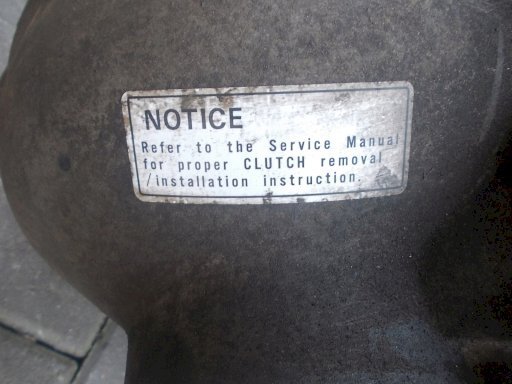 NOTICE
Refer to the Service Manual
for proper CLUTCH removal
/installation instruction.